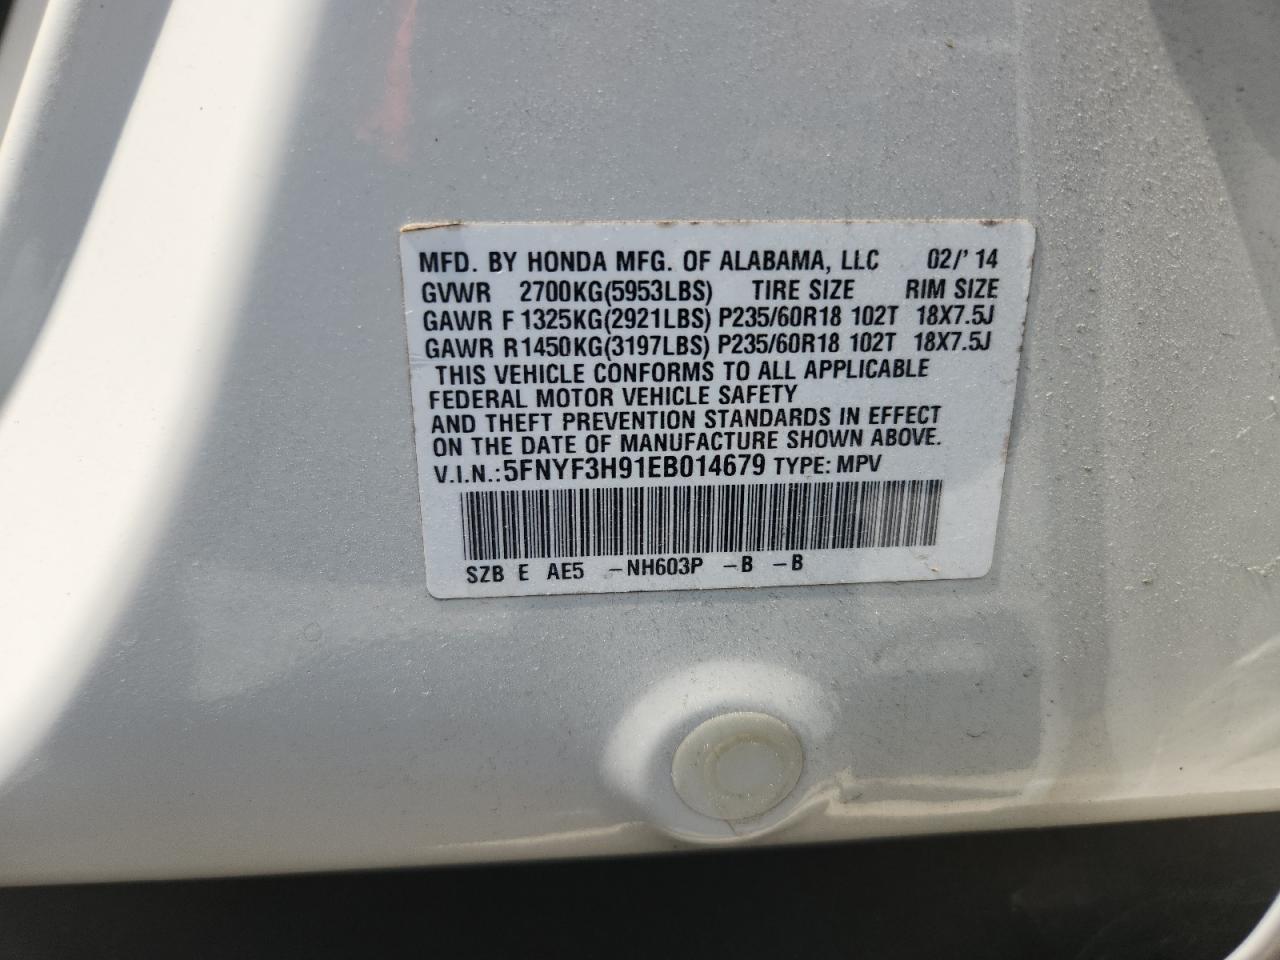 MFD. BY HONDA MFG. OF ALABAMA, LLC 02/'14
GVWR 2700KG(5953LBS) TIRE SIZE RIM SIZE
GAWR F 1325KG(2921LBS) P235/60R18 102T 18X7.5J
GAWR R 1450KG(3197LBS) P235/60R18 102T 18X7.5J
THIS VEHICLE CONFORMS TO ALL APPLICABLE
FEDERAL MOTOR VEHICLE SAFETY
AND THEFT PREVENTION STANDARDS IN EFFECT
ON THE DATE OF MANUFACTURE SHOWN ABOVE.
V.I.N.:5FNYF3H91EB014679 TYPE: MPV
SZB E AE5 -NH603P -B -B